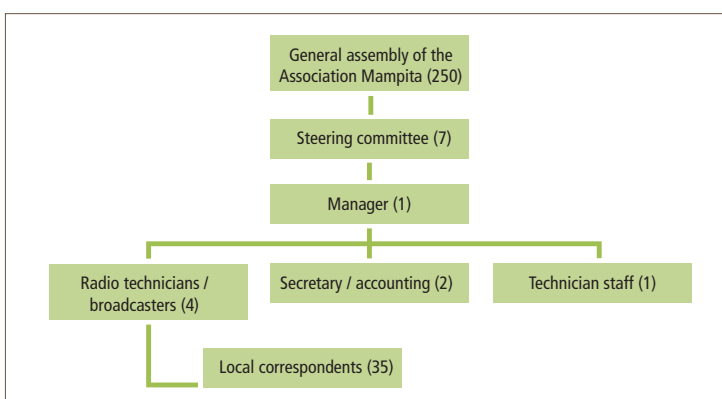 General assembly of the
Association Mampita (250)
Steering committee (7)
Manager (1)
Radio technicians /
broadcasters (4)
Secretary / accounting (2)
Technician staff (1)
Local correspondents (35)